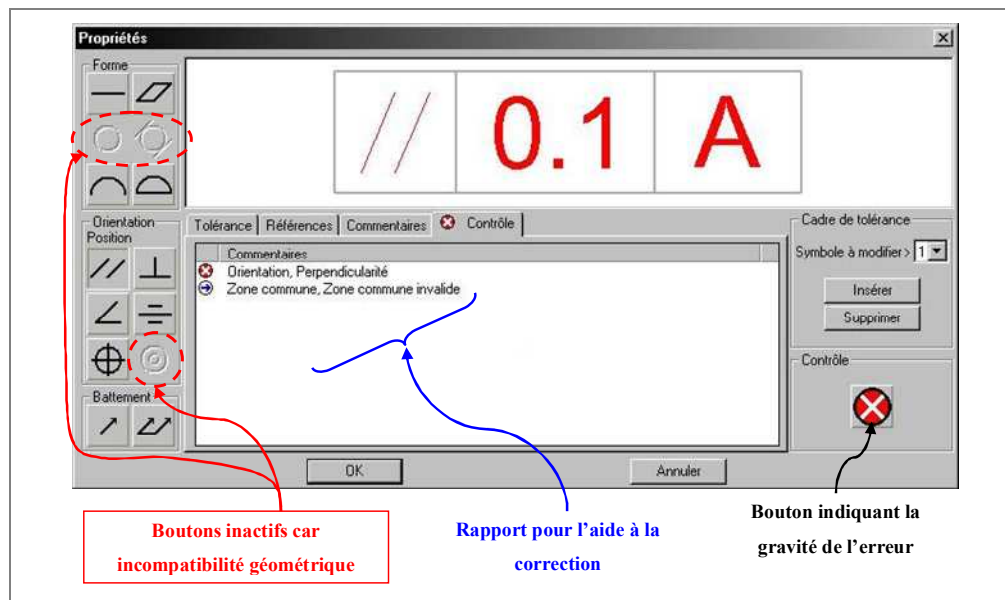 Propriétés
Forme
0.1 A
Orientation
Position
Battement
Tolérance Références Commentaires Contrôle
Commentaires
Orientation, Perpendicularité
Zone commune, Zone commune invalide
Cadre de tolérance
Symbole à modifier > 1
Insérer
Supprimer
Contrôle
OK
Annuler
Boutons inactifs car
incompatibilité géométrique
Rapport pour l'aide à la
correction
Bouton indiquant la
gravité de l'erreur